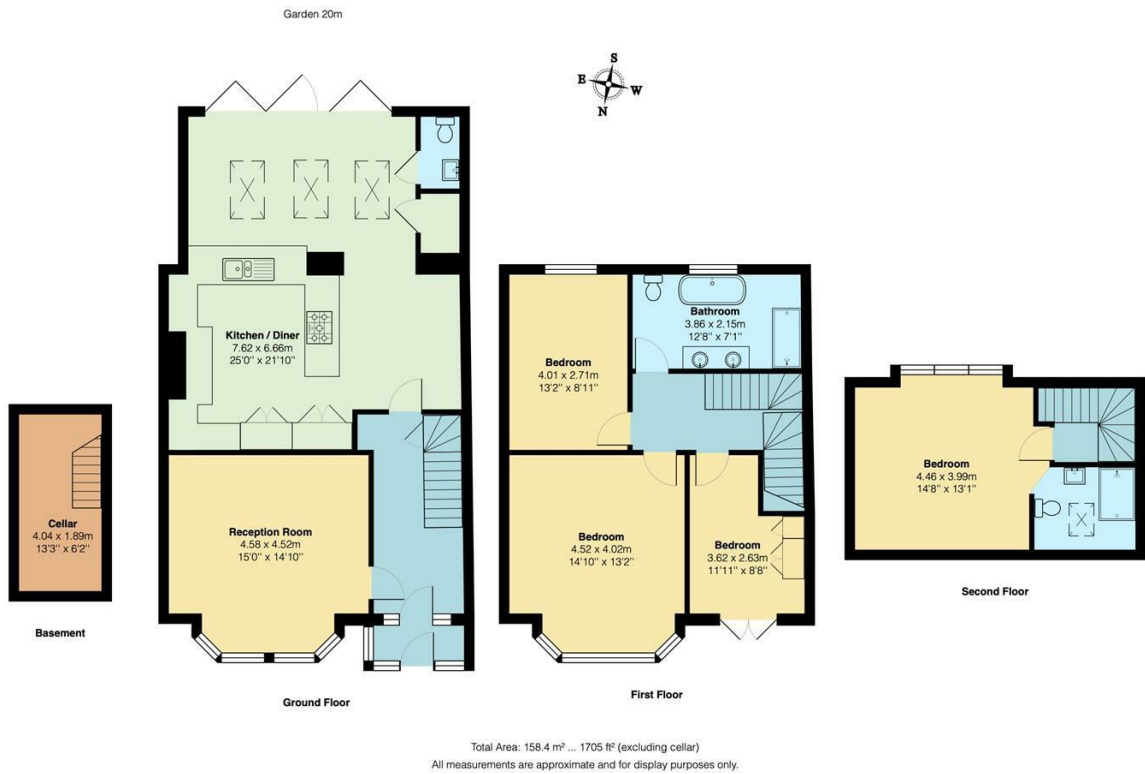 Garden 20m
S
E
W
N
Kitchen / Diner
7.62 x 6.66m
25'0'' x 21'10''
Reception Room
4.58 x 4.52m
15'0'' x 14'10''
Cellar
4.04 x 1.89m
13'3'' x 6'2''
Basement
Ground Floor
Bedroom
4.01 x 2.71m
13'2'' x 8'11''
Bathroom
3.86 x 2.15m
12'8'' x 7'1''
Bedroom
4.52 x 4.02m
14'10'' x 13'2''
Bedroom
3.62 x 2.63m
11'11'' x 8'8''
First Floor
Bedroom
4.46 x 3.99m
14'8'' x 13'1''
Second Floor
Total Area: 158.4 m² ... 1705 ft² (excluding cellar)
All measurements are approximate and for display purposes only.